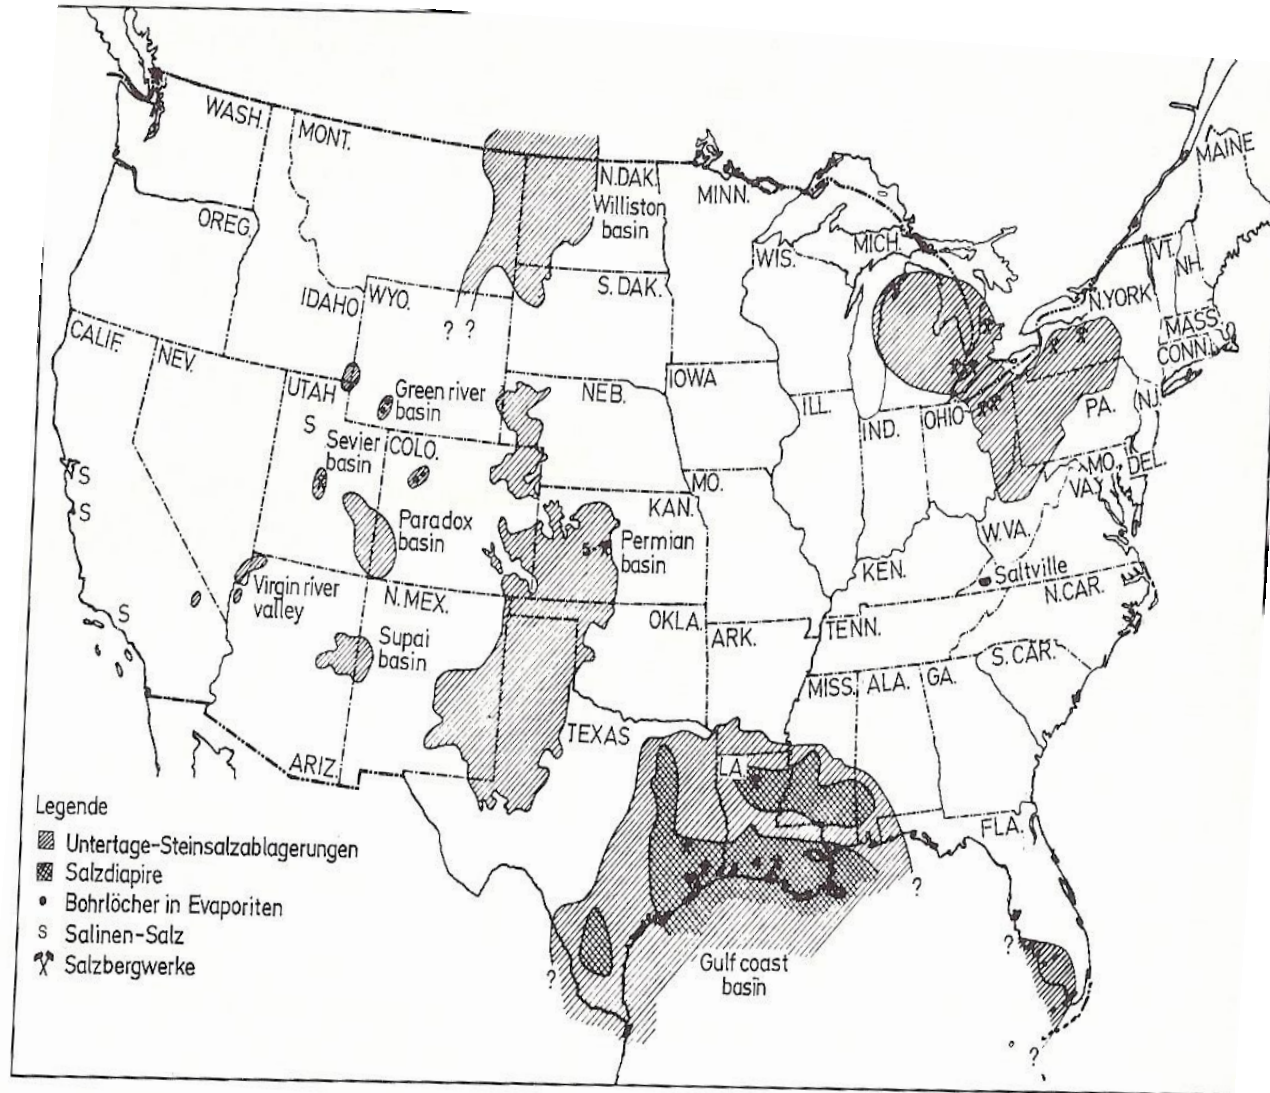 WASH.
MONT.
N.DAK.
Williston
basin
MINN.
MAINE
OREG.
WIS.
MICH.
VT.
NH.
IDAHO
WYO.
S.DAK.
N.YORK
? ?
CALIF.
NEV.
MASS.
CONN.
UTAH
Green river
basin
NEB.
IOWA
ILL.
IND.
OHIO
PA.
NJ.
S
Sevier
basin
COLO.
MO.
MO.
DEL.
VA.
S
S
Paradox
basin
KAN.
Permian
basin
S
W.VA.
KEN.
Saltville
Virgin river
valley
N.MEX.
N.CAR.
S
OKLA.
ARK.
TENN.
Supai
basin
S.CAR.
MISS.
ALA.
GA.
TEXAS
ARIZ.
LA.
FLA.
?
?
?
Gulf coast
basin
?
Legende
Untertage-Steinsalzablagerungen
Salzdiapire
Bohrlöcher in Evaporiten
S Salinen-Salz
Salzbergwerke